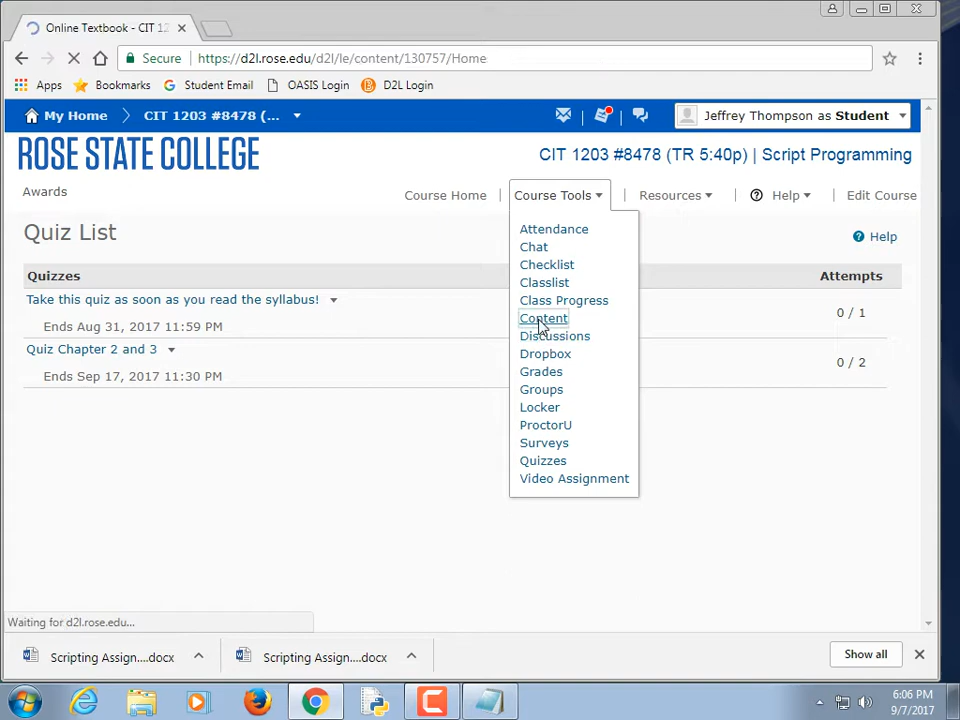 Online Textbook - CIT 12
Secure https://d2l.rose.edu/d2l/le/content/130757/Home
Apps Bookmarks Student Email OASIS Login D2L Login
My Home CIT 1203 #8478 (... Jeffrey Thompson as Student
ROSE STATE COLLEGE CIT 1203 #8478 (TR 5:40p) | Script Programming
Awards Course Home Course Tools Resources Help Edit Course
Quiz List Help
Quizzes Attempts
Take this quiz as soon as you read the syllabus! 0 / 1
Ends Aug 31, 2017 11:59 PM
Quiz Chapter 2 and 3 0 / 2
Ends Sep 17, 2017 11:30 PM
Attendance
Chat
Checklist
Classlist
Class Progress
Content
Discussions
Dropbox
Grades
Groups
Locker
ProctorU
Surveys
Quizzes
Video Assignment
Waiting for d2l.rose.edu...
Scripting Assign....docx Scripting Assign....docx Show all
6:06 PM
9/7/2017